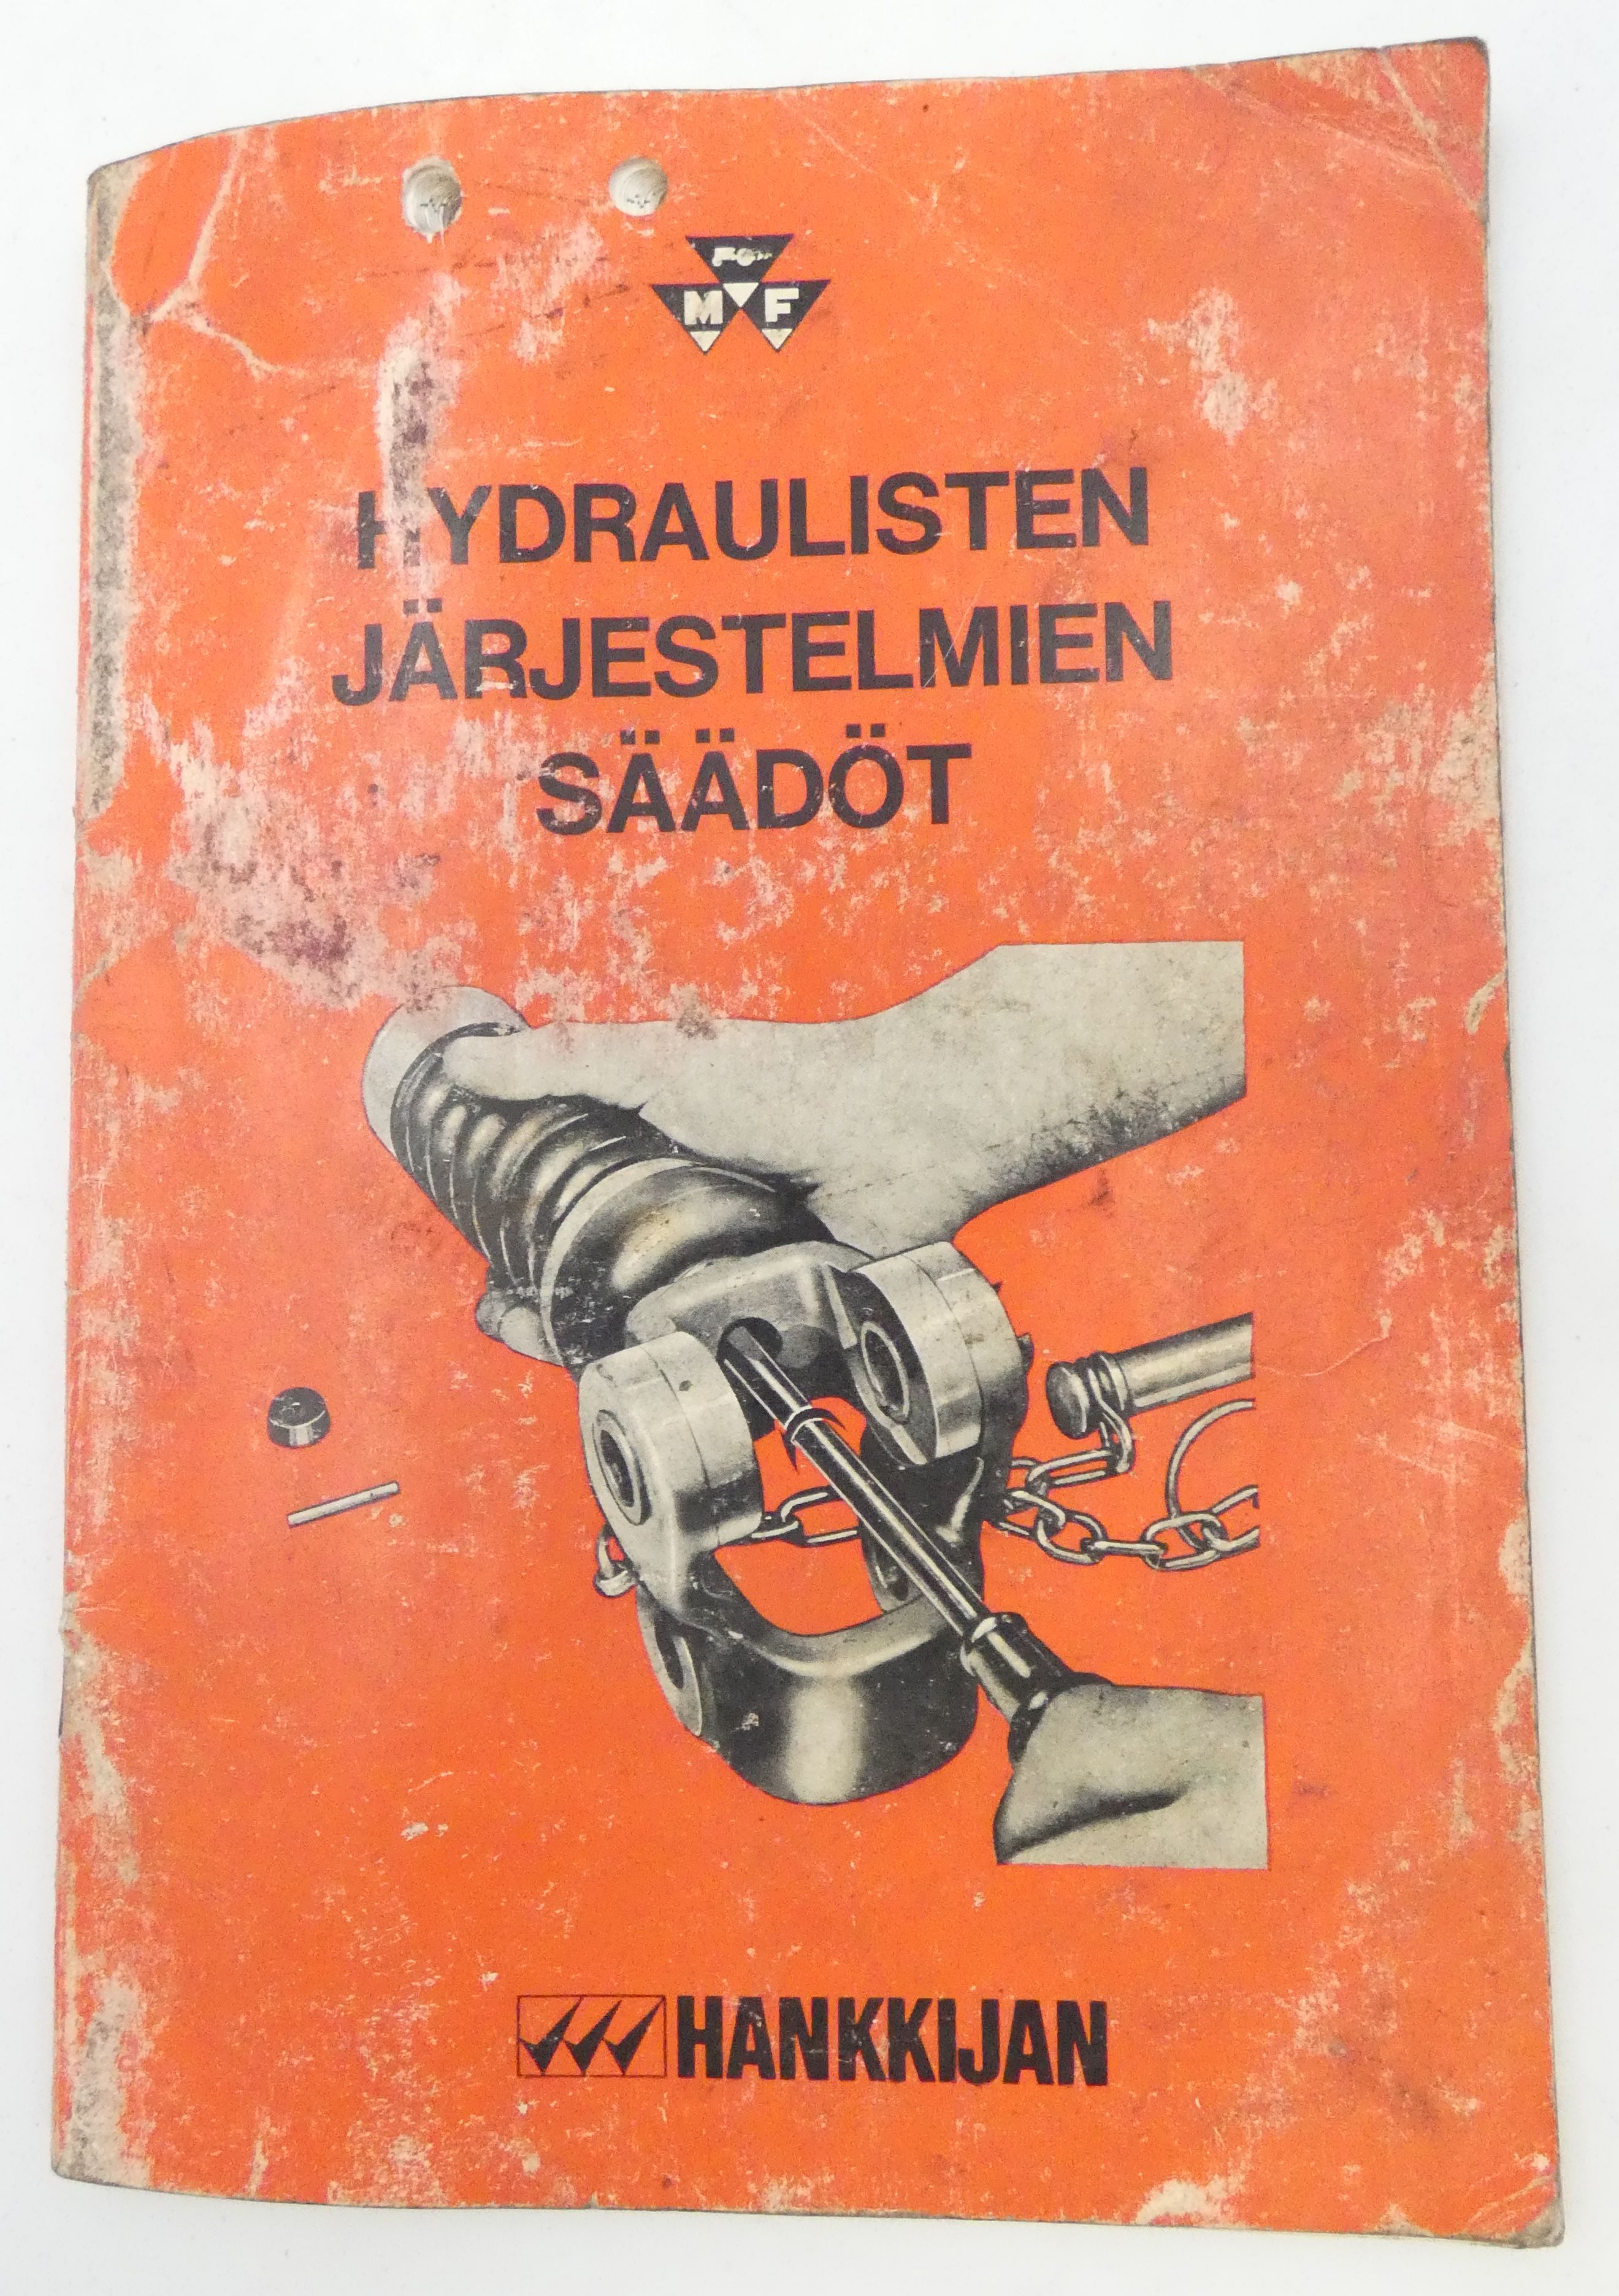 M F
HYDRAULISTEN
JÄRJESTELMIEN
SÄÄDÖT
HANKKIJAN